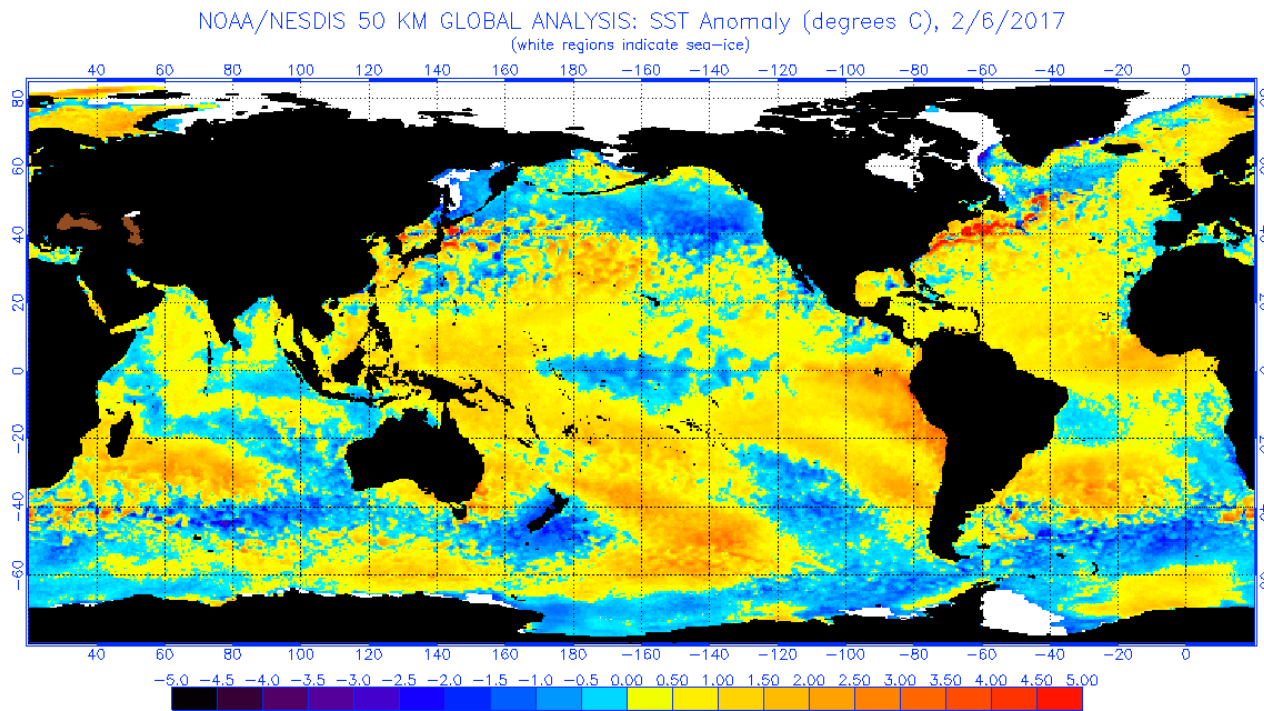 NOAA/NESDIS 50 KM GLOBAL ANALYSIS: SST Anomaly (degrees C), 2/6/2017
(white regions indicate sea-ice)
40 60 80 100 120 140 160 180 -160 -140 -120 -100 -80 -60 -40 -20 0
80
60
40
20
0
-20
-40
-60
40 60 80 100 120 140 160 180 -160 -140 -120 -100 -80 -60 -40 -20 0
-5.0 -4.5 -4.0 -3.5 -3.0 -2.5 -2.0 -1.5 -1.0 -0.5 0.00 0.50 1.00 1.50 2.00 2.50 3.00 3.50 4.00 4.50 5.00